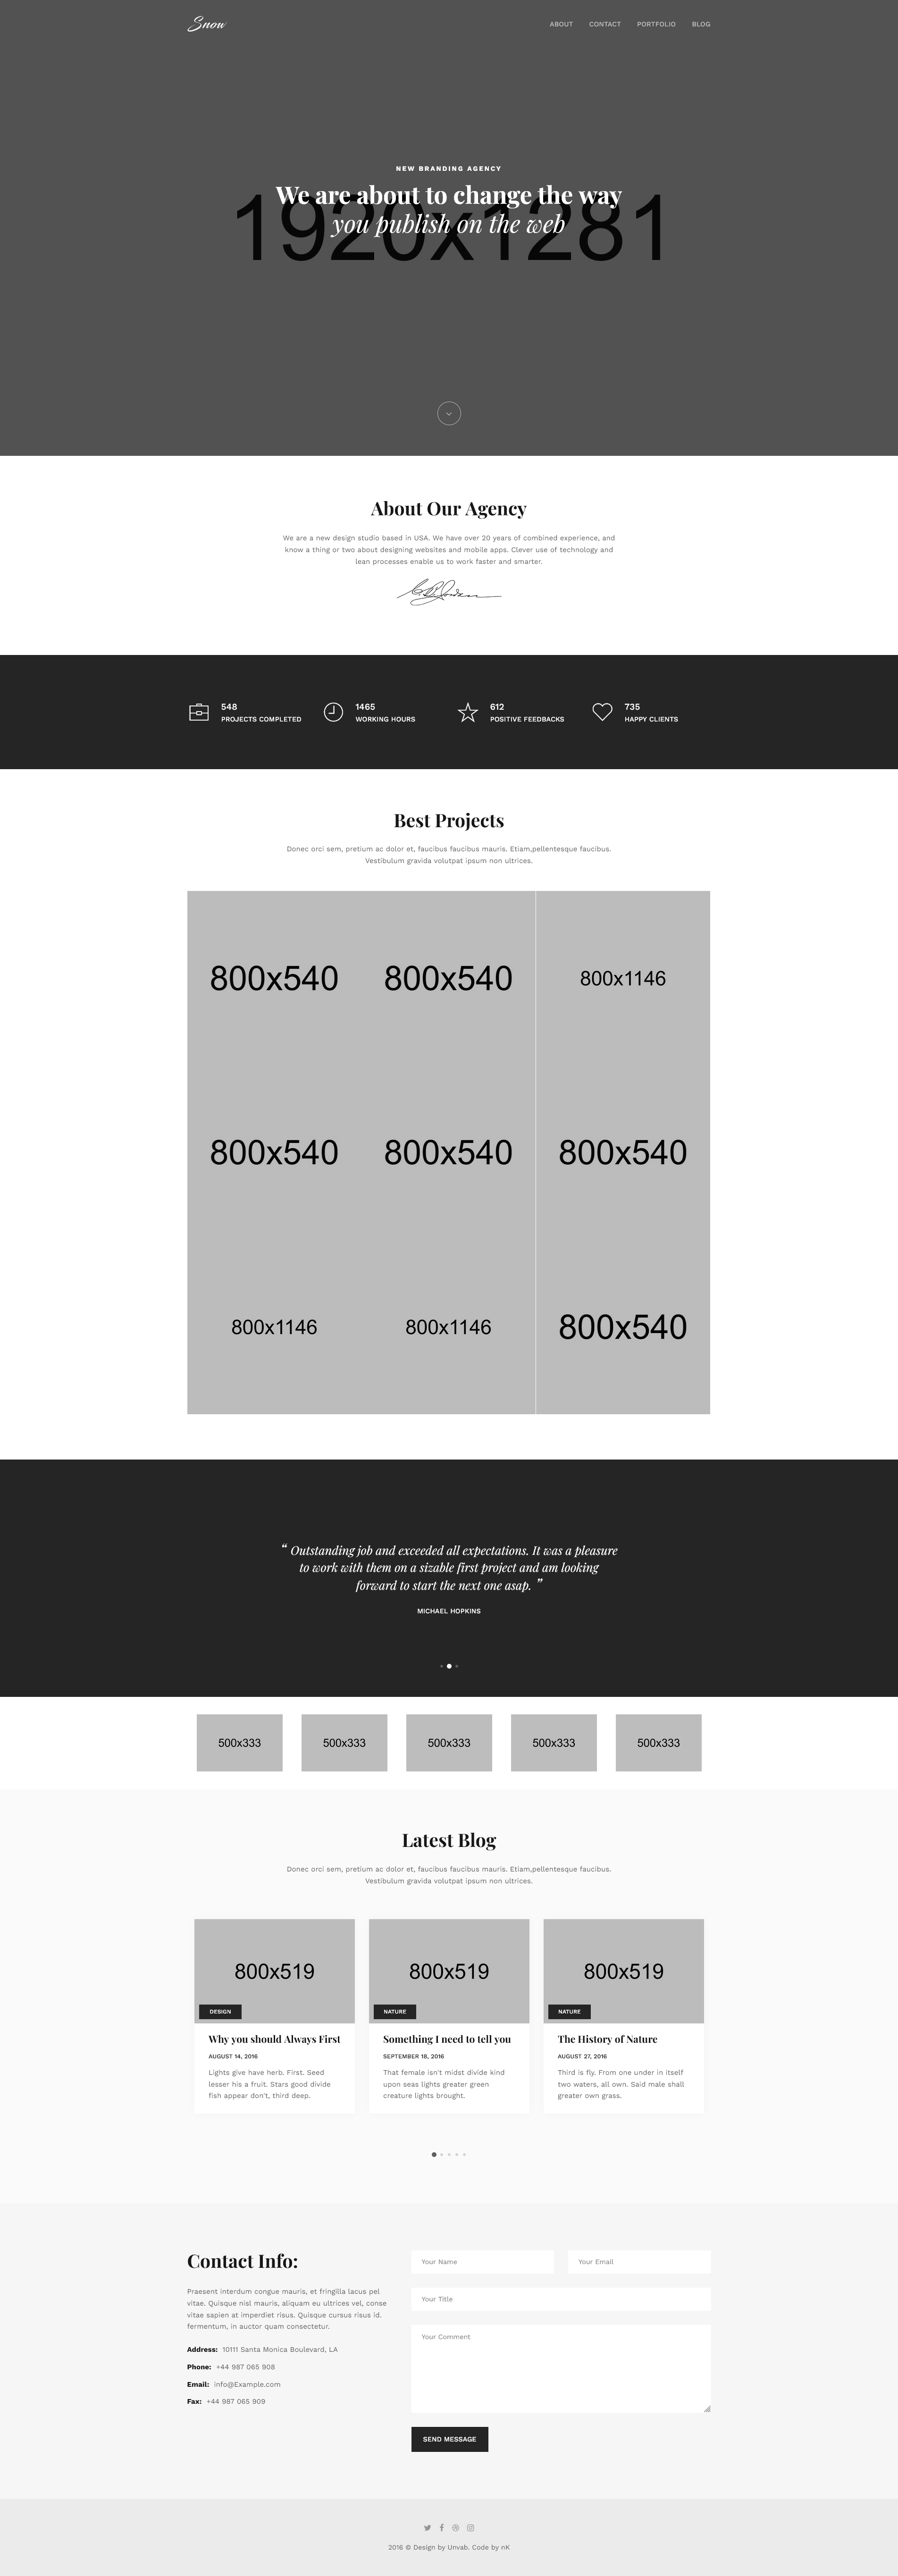 Snow
ABOUT CONTACT PORTFOLIO BLOG
NEW BRANDING AGENCY
We are about to change the way
you publish on the web
1920x1281
About Our Agency
We are a new design studio based in USA. We have over 20 years of combined experience, and
know a thing or two about designing websites and mobile apps. Clever use of technology and
lean processes enable us to work faster and smarter.
548
PROJECTS COMPLETED
1465
WORKING HOURS
612
POSITIVE FEEDBACKS
735
HAPPY CLIENTS
Best Projects
Donec orci sem, pretium ac dolor et, faucibus faucibus mauris. Etiam,pellentesque faucibus.
Vestibulum gravida volutpat ipsum non ultrices.
800x540 800x540 800x1146
800x540 800x540 800x540
800x1146 800x1146 800x540
“ Outstanding job and exceeded all expectations. It was a pleasure
to work with them on a sizable first project and am looking
forward to start the next one asap. ”
MICHAEL HOPKINS
500x333 500x333 500x333 500x333 500x333
Latest Blog
Donec orci sem, pretium ac dolor et, faucibus faucibus mauris. Etiam,pellentesque faucibus.
Vestibulum gravida volutpat ipsum non ultrices.
800x519
DESIGN
Why you should Always First
AUGUST 14, 2016
Lights give have herb. First. Seed
lesser his a fruit. Stars good divide
fish appear don't, third deep.
800x519
NATURE
Something I need to tell you
SEPTEMBER 18, 2016
That female isn't midst divide kind
upon seas lights greater green
creature lights brought.
800x519
NATURE
The History of Nature
AUGUST 27, 2016
Third is fly. From one under in itself
two waters, all own. Said male shall
greater own grass.
Contact Info:
Praesent interdum congue mauris, et fringilla lacus pel
vitae. Quisque nisl mauris, aliquam eu ultrices vel, conse
vitae sapien at imperdiet risus. Quisque cursus risus id.
fermentum, in auctor quam consectetur.
Address: 10111 Santa Monica Boulevard, LA
Phone: +44 987 065 908
Email: info@Example.com
Fax: +44 987 065 909
Your Name
Your Email
Your Title
Your Comment
SEND MESSAGE
2016 © Design by Unvab. Code by nK